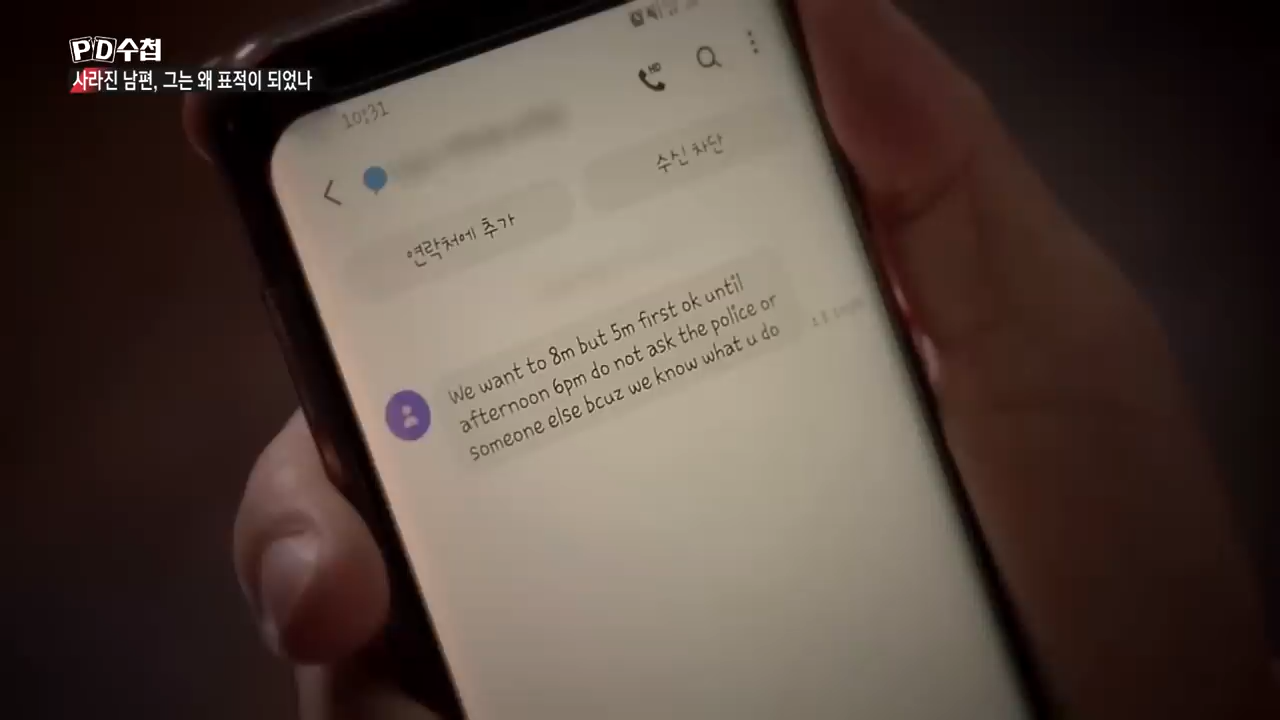 PD수첩
사라진 남편, 그는 왜 표적이 되었나
10:31
HD
수신 차단
연락처에 추가
We want to 8m but 5m first ok until
afternoon 6pm do not ask the police or
someone else bcuz we know what u do